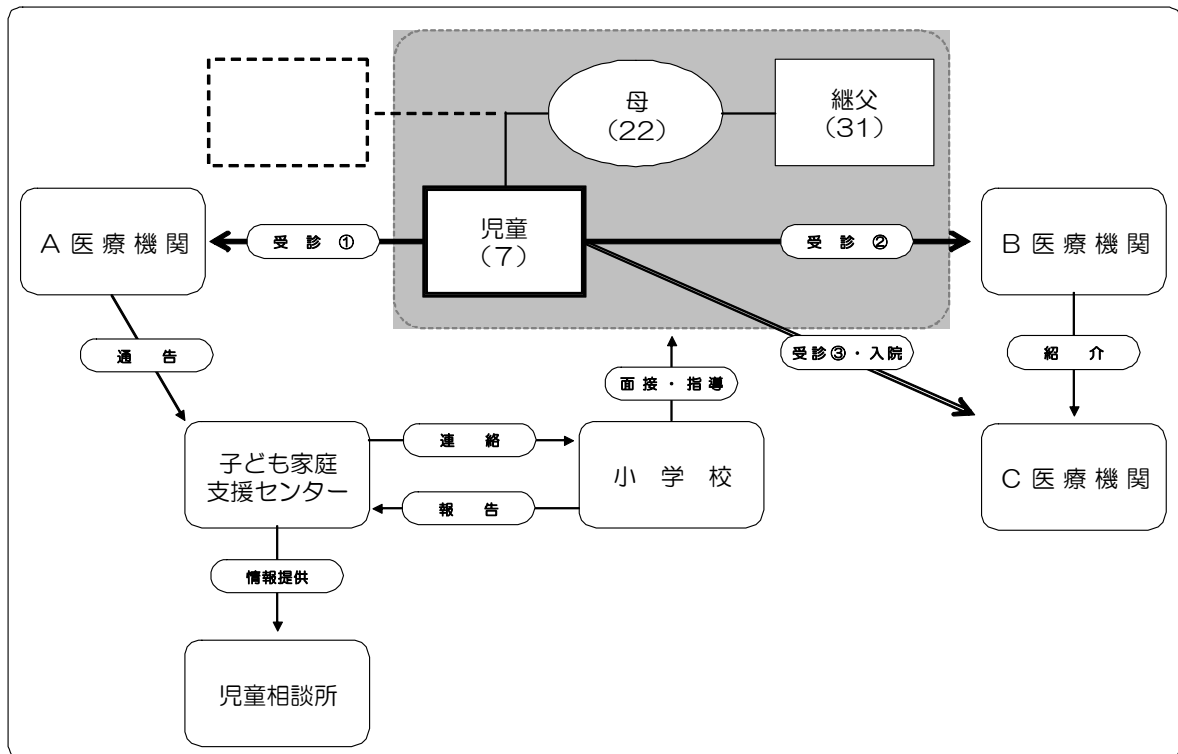 母
(22)
継父
(31)
A医療機関
受診①
児童
(7)
受診②
B医療機関
通告
面接・指導
受診③・入院
紹介
子ども家庭
支援センター
連絡
報告
小学校
C医療機関
情報提供
児童相談所